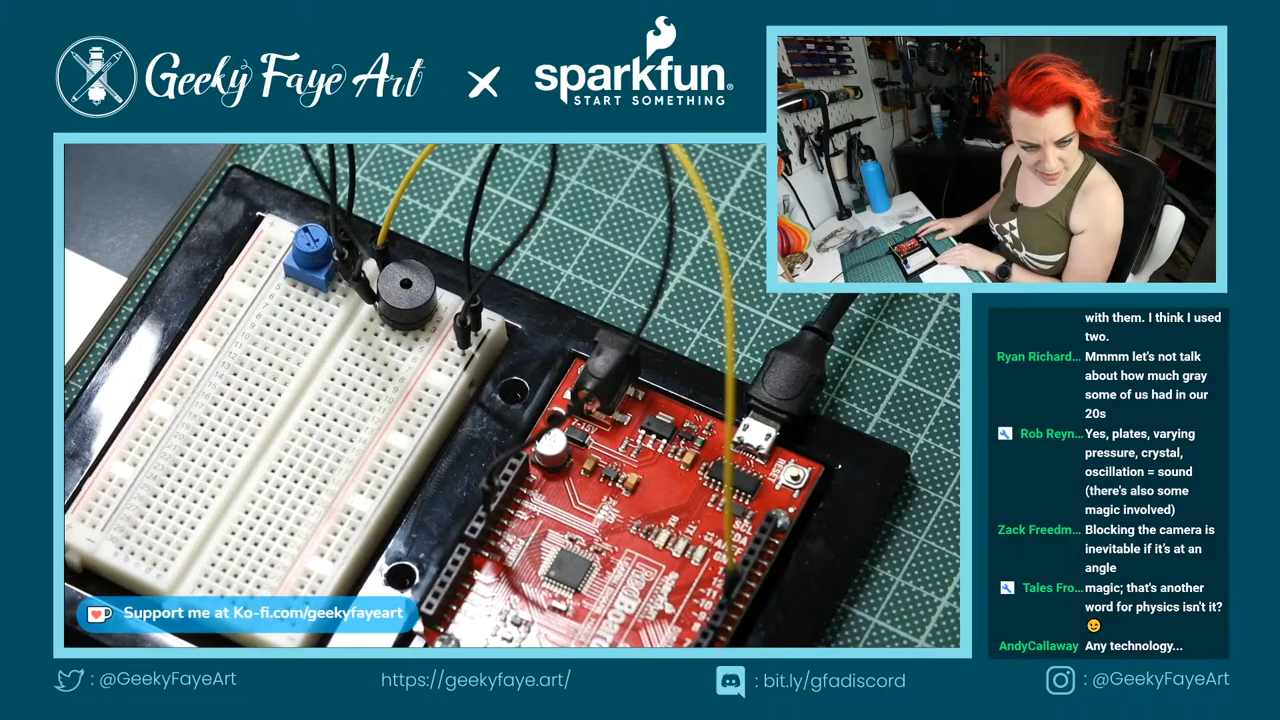 Geeky Faye Art
sparkfun®
START SOMETHING
7-15V
RESET
RedBoard
Support me at Ko-fi.com/geekyfayeart
with them. I think I used
two.
Ryan Richard... Mmmm let's not talk
about how much gray
some of us had in our
20s
Rob Reyn... Yes, plates, varying
pressure, crystal,
oscillation = sound
(there's also some
magic involved)
Zack Freedm... Blocking the camera is
inevitable if it's at an
angle
Tales Fro... magic; that's another
word for physics isn't it?
😉
AndyCallaway Any technology...
: @GeekyFayeArt
https://geekyfaye.art/
: bit.ly/gfadiscord
: @GeekyFayeArt